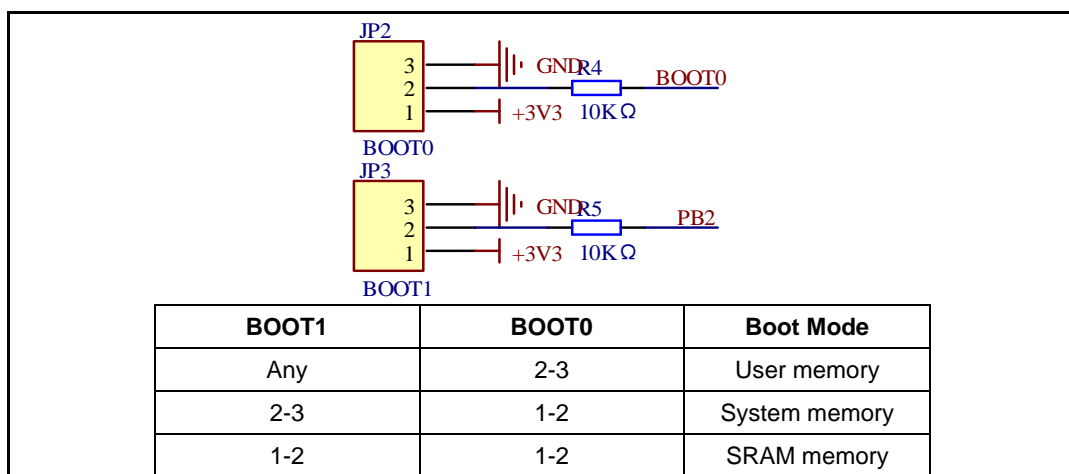 JP2
3 GND R4 BOOT0
2
1 +3V3 10KΩ
BOOT0
JP3
3 GND R5 PB2
2
1 +3V3 10KΩ
BOOT1
BOOT1 BOOT0 Boot Mode
Any 2-3 User memory
2-3 1-2 System memory
1-2 1-2 SRAM memory